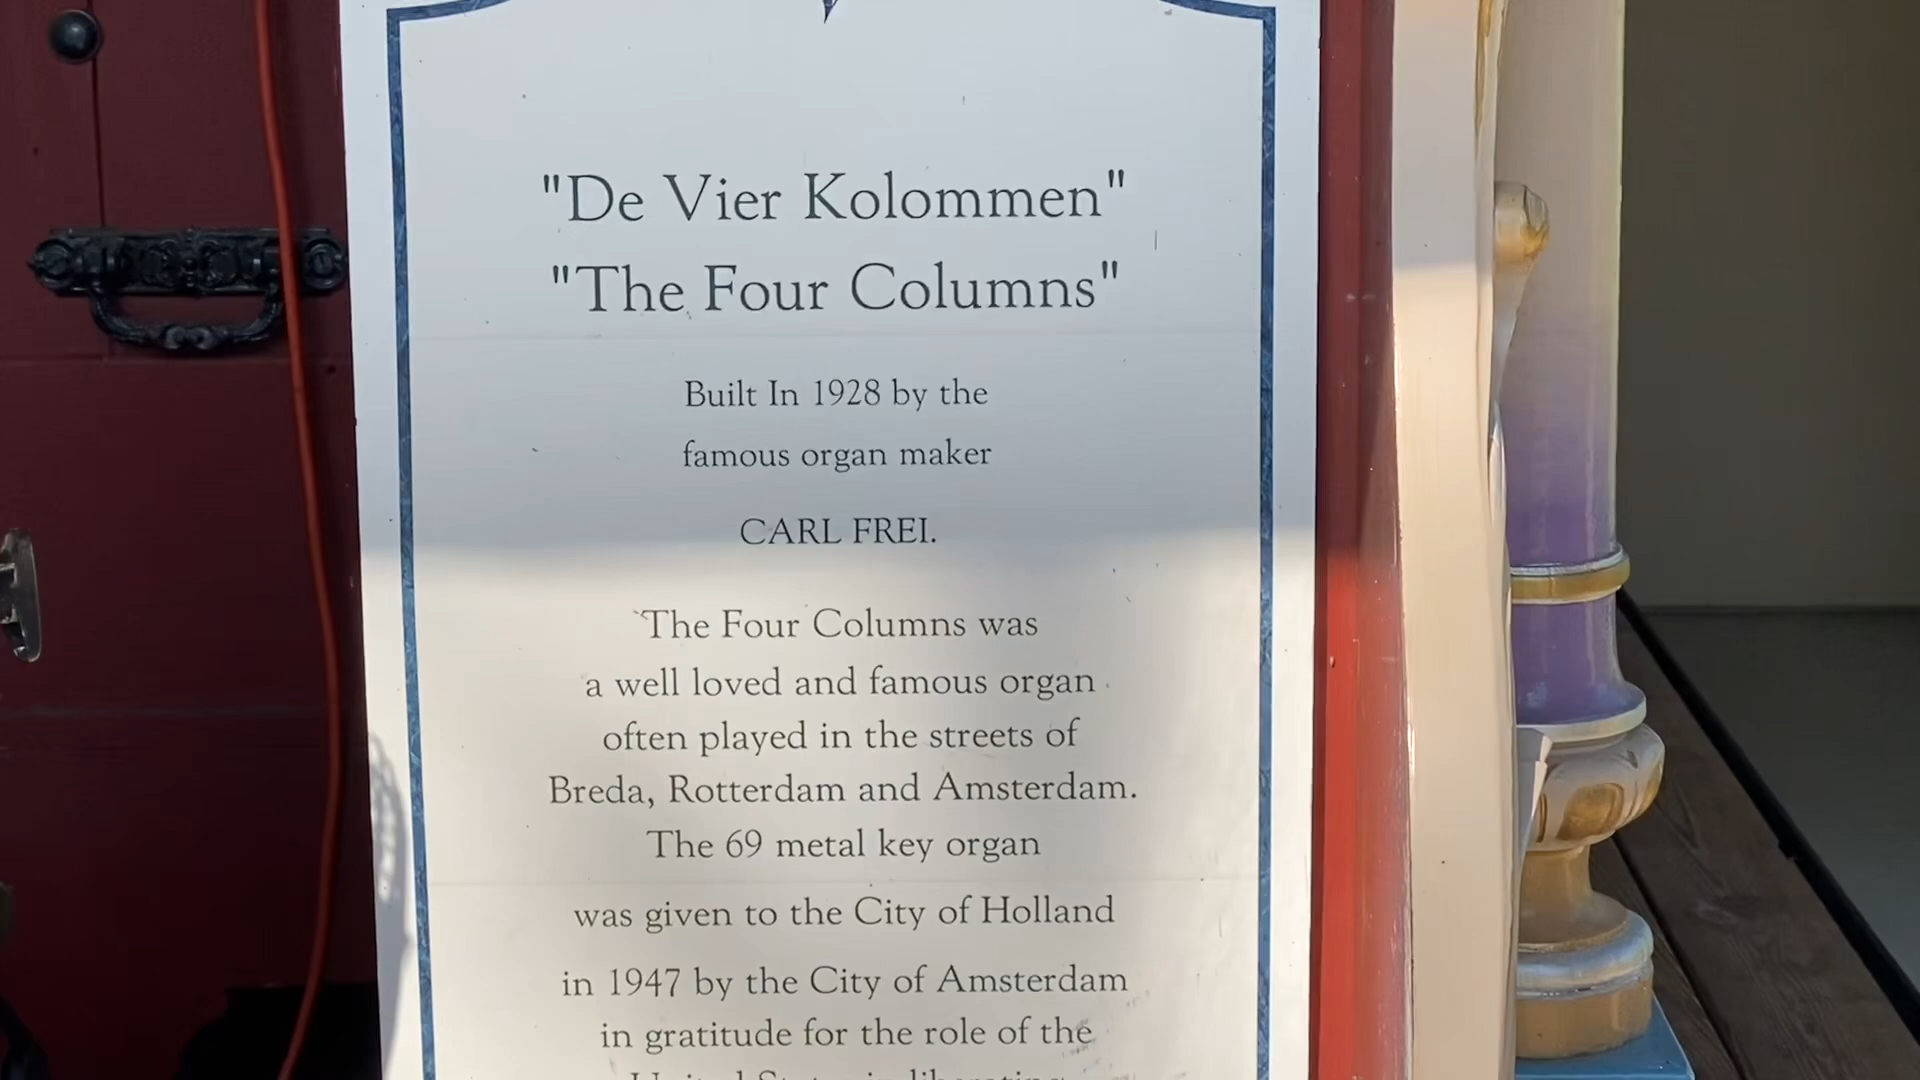 "De Vier Kolommen"
"The Four Columns"
Built In 1928 by the
famous organ maker
CARL FREI.
The Four Columns was
a well loved and famous organ
often played in the streets of
Breda, Rotterdam and Amsterdam.
The 69 metal key organ
was given to the City of Holland
in 1947 by the City of Amsterdam
in gratitude for the role of the